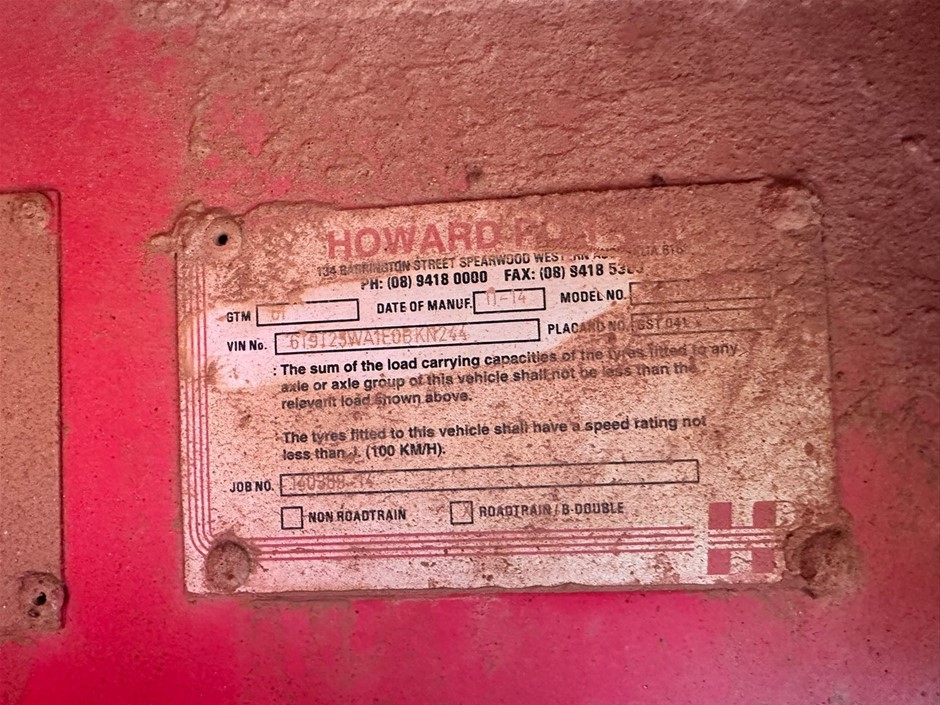 HOWARD
134 BARRINGTON STREET SPEARWOOD WEST
PH: (08) 9418 0000 FAX: (08) 9418
GTM DATE OF MANUF. 11-14 MODEL NO.
VIN No. 6T9T25WA1E0BKN244 PLACARD NO. GST 041
: The sum of the load carrying capacities of the tyres fitted to any
axle or axle group of this vehicle shall not be less than the
relevant load shown above.
: The tyres fitted to this vehicle shall have a speed rating not
less than J. (100 KM/H).
JOB NO.
NON ROADTRAIN ROADTRAIN / B-DOUBLE
H